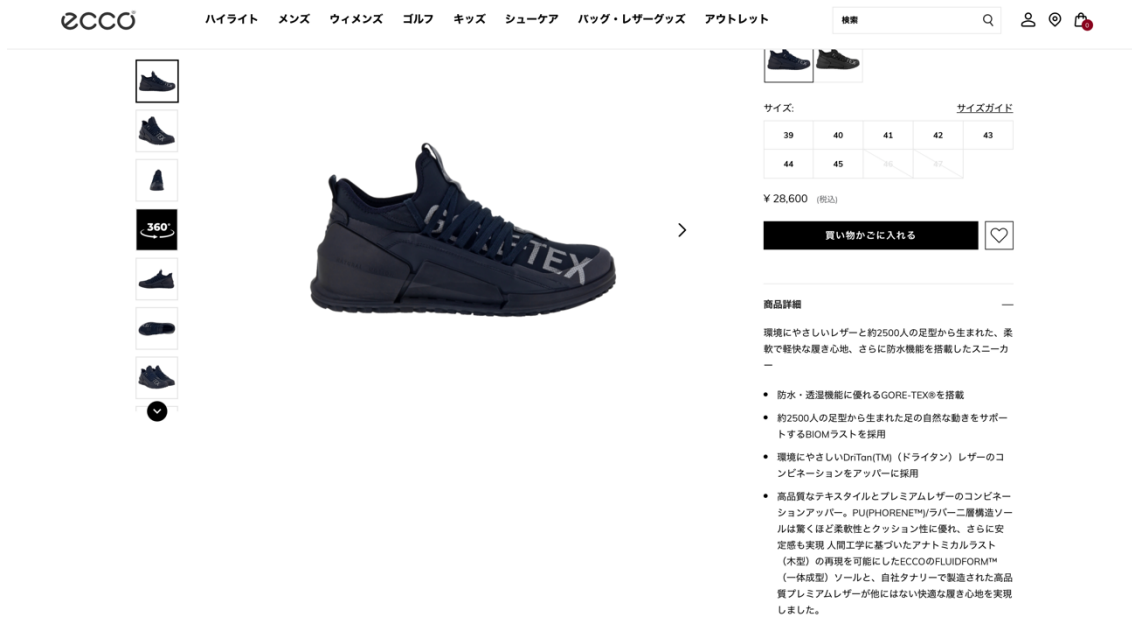 ecco
ハイライト メンズ ウィメンズ ゴルフ キッズ シューケア バッグ・レザーグッズ アウトレット
検索
0
360°
GORE-TEX
サイズ:
サイズガイド
39 40 41 42 43
44 45 46 47
¥ 28,600 (税込)
買い物かごに入れる
商品詳細
環境にやさしいレザーと約2500人の足型から生まれた、柔
軟で軽快な履き心地、さらに防水機能を搭載したスニーカ
ー
• 防水・透湿機能に優れるGORE-TEX®を搭載
• 約2500人の足型から生まれた足の自然な動きをサポー
トするBIOMラストを採用
• 環境にやさしいDriTan(TM)（ドライタン）レザーのコ
ンビネーションをアッパーに採用
• 高品質なテキスタイルとプレミアムレザーのコンビネー
ションアッパー。PU(PHORENE™)/ラバー二層構造ソー
ルは驚くほど柔軟性とクッション性に優れ、さらに安
定感も実現 人間工学に基づいたアナトミカルラスト
（木型）の再現を可能にしたECCOのFLUIDFORM™
（一体成型）ソールと、自社タナリーで製造された高品
質プレミアムレザーが他にはない快適な履き心地を実現
しました。